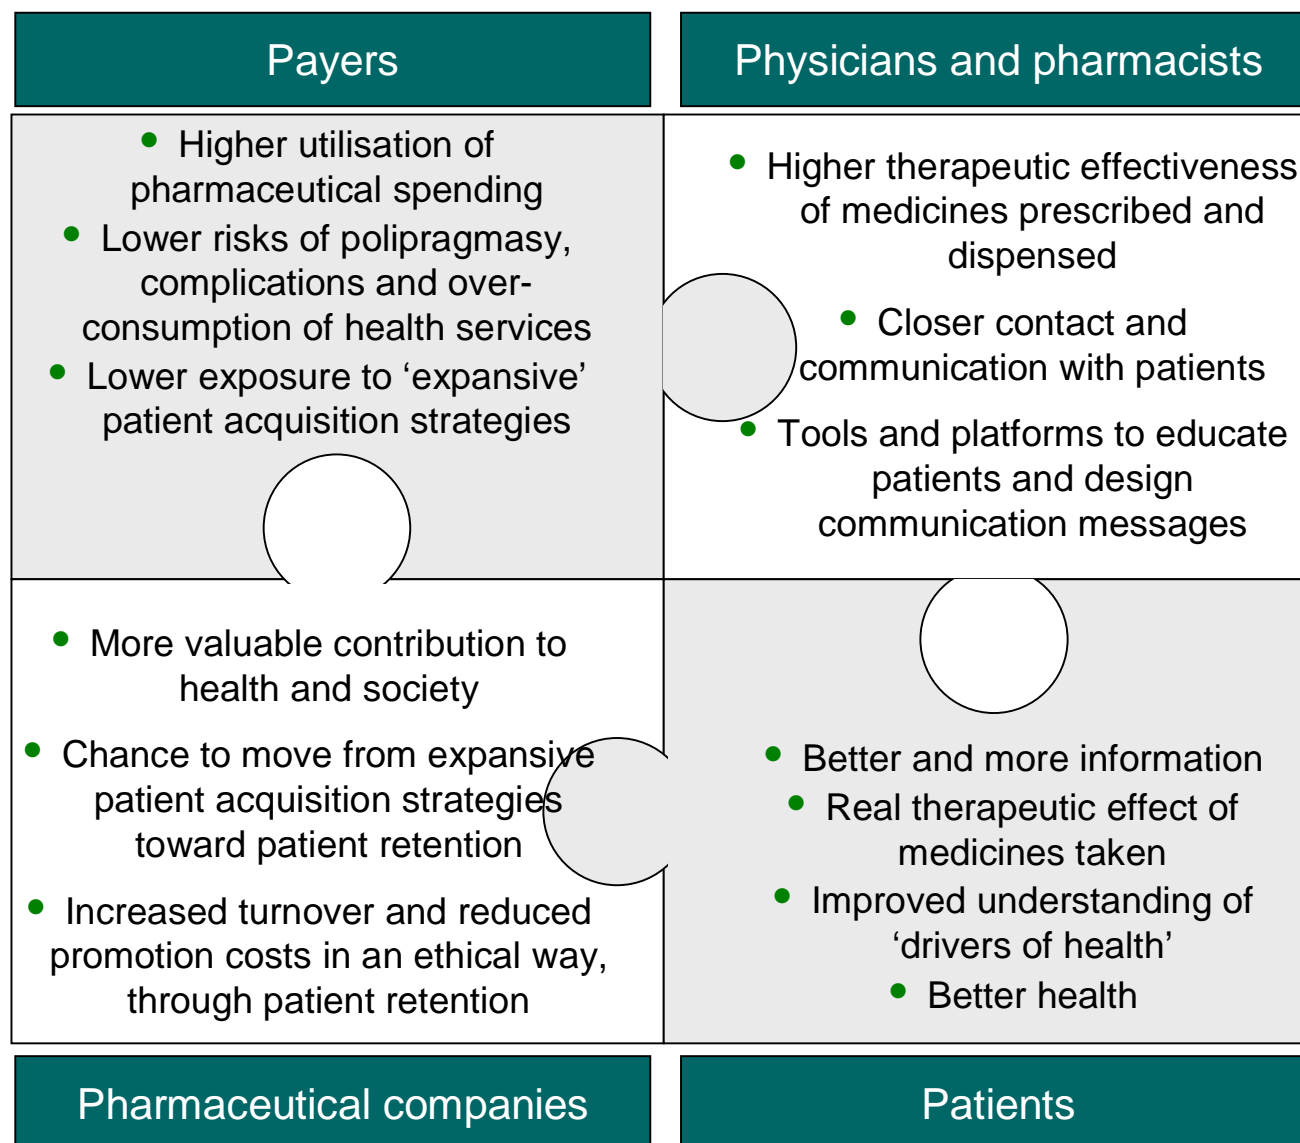 Payers
Physicians and pharmacists
• Higher utilisation of
pharmaceutical spending
• Lower risks of polipragmasy,
complications and over-
consumption of health services
• Lower exposure to ‘expansive’
patient acquisition strategies
• Higher therapeutic effectiveness
of medicines prescribed and
dispensed
• Closer contact and
communication with patients
• Tools and platforms to educate
patients and design
communication messages
• More valuable contribution to
health and society
• Chance to move from expansive
patient acquisition strategies
toward patient retention
• Increased turnover and reduced
promotion costs in an ethical way,
through patient retention
• Better and more information
• Real therapeutic effect of
medicines taken
• Improved understanding of
‘drivers of health’
• Better health
Pharmaceutical companies
Patients